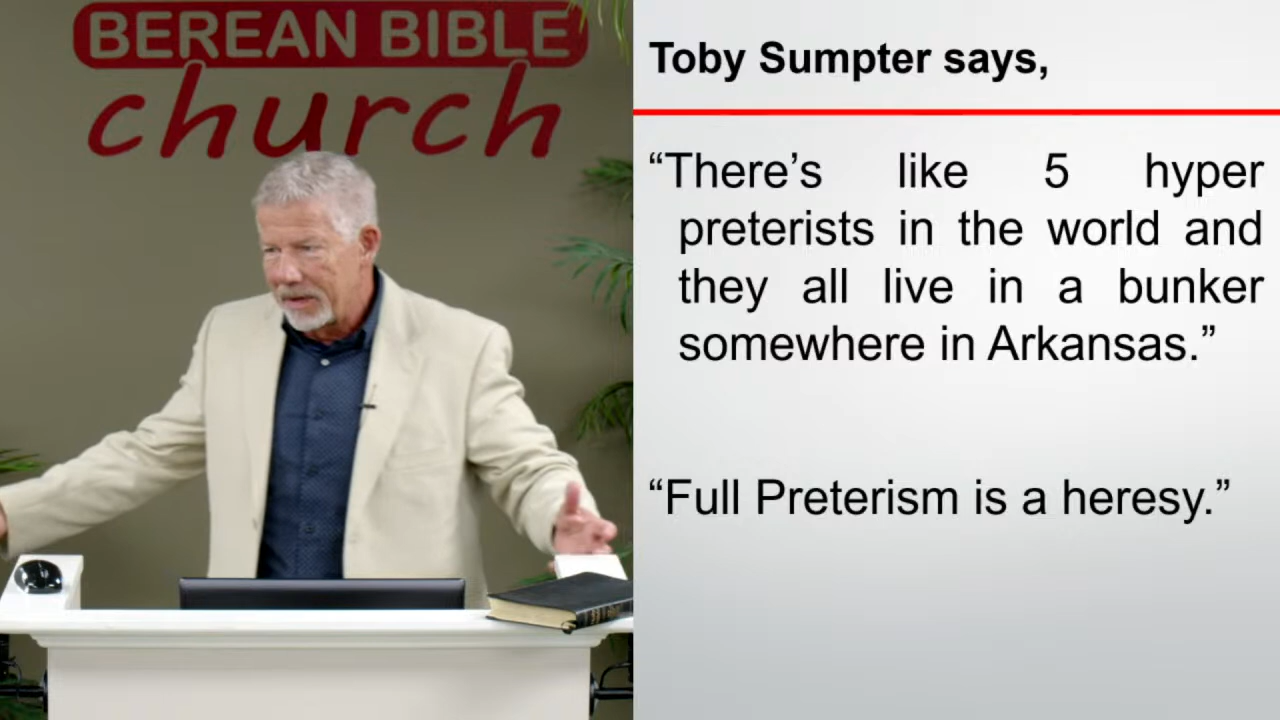 BEREAN BIBLE
church
Toby Sumpter says,
“There’s like 5 hyper
preterists in the world and
they all live in a bunker
somewhere in Arkansas.”
“Full Preterism is a heresy.”